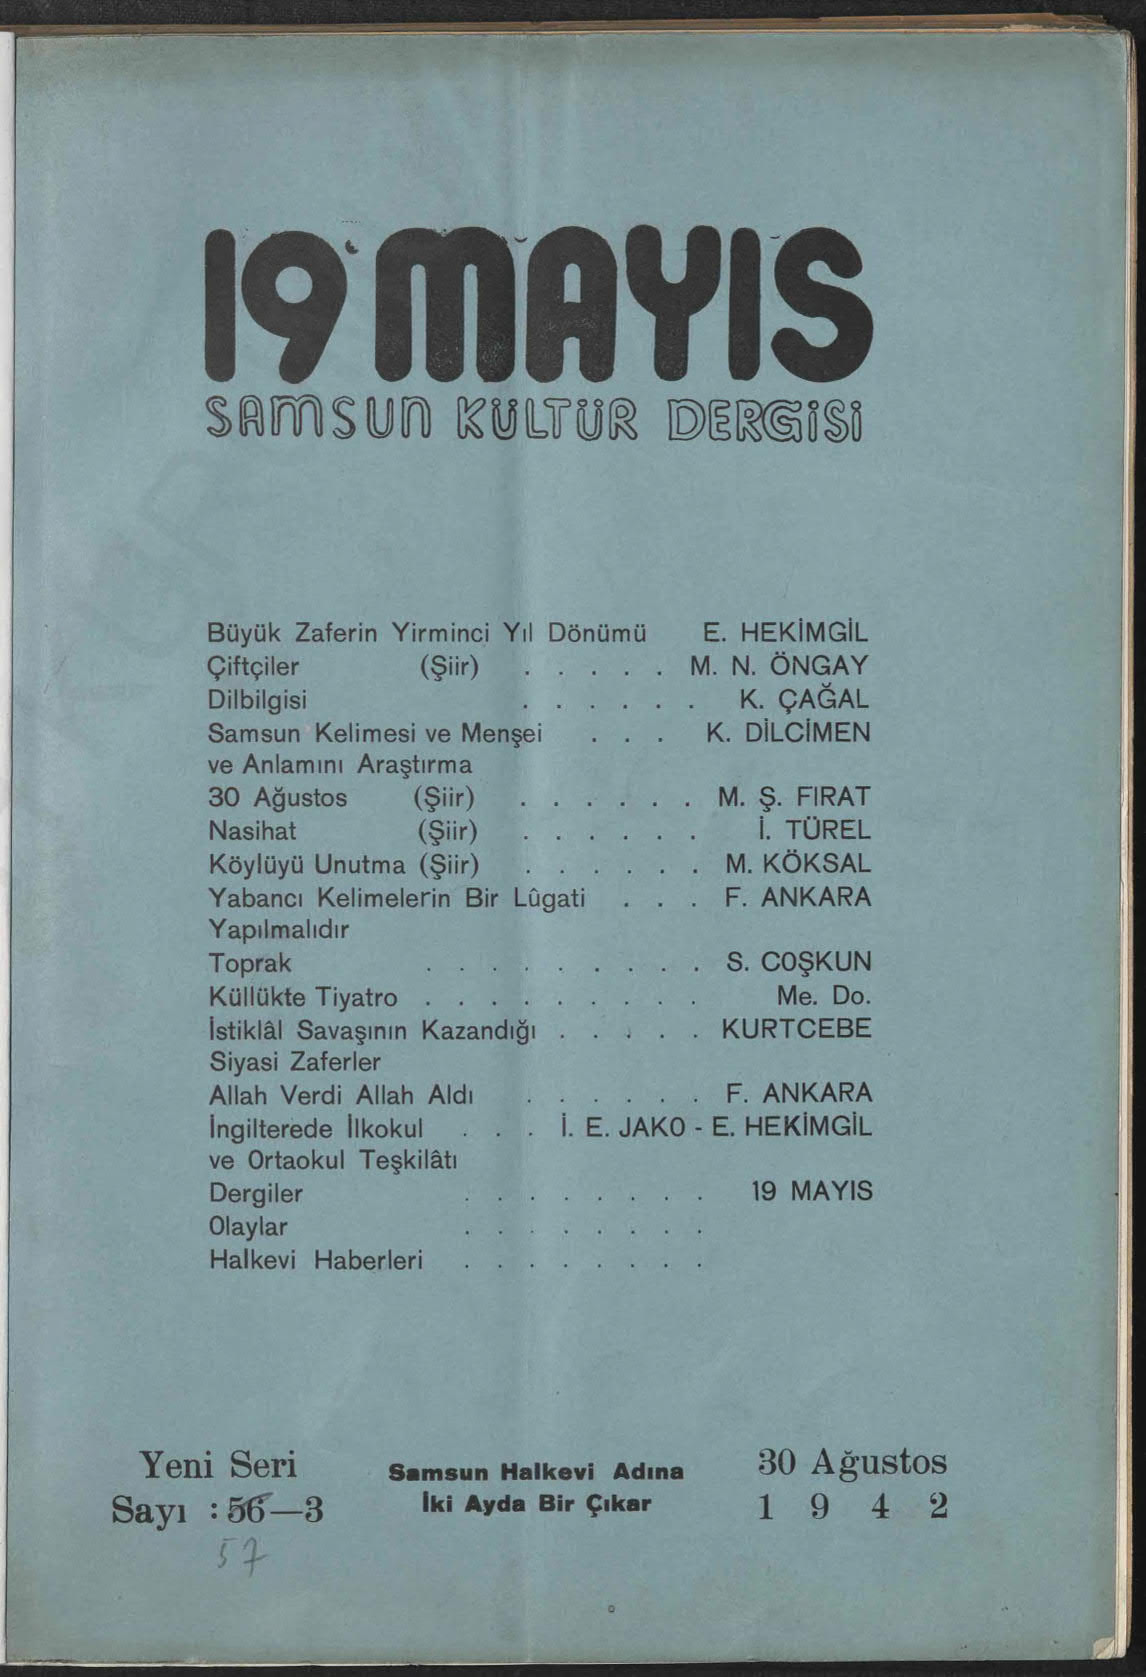 19 MAYIS
SAMSUN KÜLTÜR DERGİSİ
Büyük Zaferin Yirminci Yıl Dönümü E. HEKİMGİL
Çiftçiler (Şiir) . . . . . M. N. ÖNGAY
Dilbilgisi . . . . . . K. ÇAĞAL
Samsun Kelimesi ve Menşei . . . K. DİLCİMEN
ve Anlamını Araştırma
30 Ağustos (Şiir) . . . . . . M. Ş. FIRAT
Nasihat (Şiir) . . . . . . İ. TÜREL
Köylüyü Unutma (Şiir) . . . . . . M. KÖKSAL
Yabancı Kelimelerin Bir Lûgati . . . F. ANKARA
Yapılmalıdır
Toprak . . . . . . . . . S. COŞKUN
Küllükte Tiyatro . . . . . . . . . Me. Do.
İstiklâl Savaşının Kazandığı . . . . . KURTCEBE
Siyasi Zaferler
Allah Verdi Allah Aldı . . . . . . F. ANKARA
İngilterede İlkokul . . . İ. E. JAKO - E. HEKİMGİL
ve Ortaokul Teşkilâtı
Dergiler . . . . . . . . 19 MAYIS
Olaylar . . . . . . . .
Halkevi Haberleri . . . . . . . .
Yeni Seri
Sayı : 56—3
57
Samsun Halkevi Adına
İki Ayda Bir Çıkar
30 Ağustos
1 9 4 2